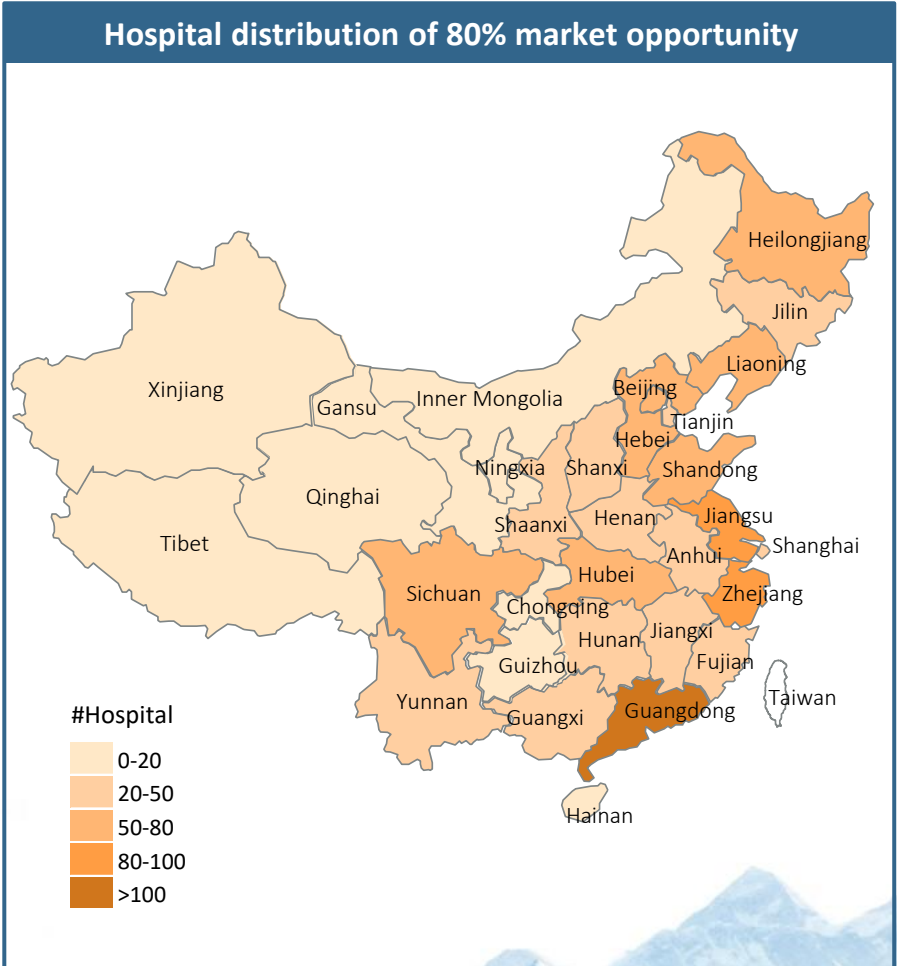 Hospital distribution of 80% market opportunity
Heilongjiang
Jilin
Liaoning
Xinjiang
Gansu
Inner Mongolia
Beijing
Tianjin
Hebei
Ningxia
Shanxi
Shandong
Qinghai
Shaanxi
Henan
Jiangsu
Tibet
Anhui
Shanghai
Sichuan
Hubei
Zhejiang
Chongqing
Hunan
Jiangxi
Guizhou
Fujian
Yunnan
Guangxi
Guangdong
Taiwan
Hainan
#Hospital
0-20
20-50
50-80
80-100
>100